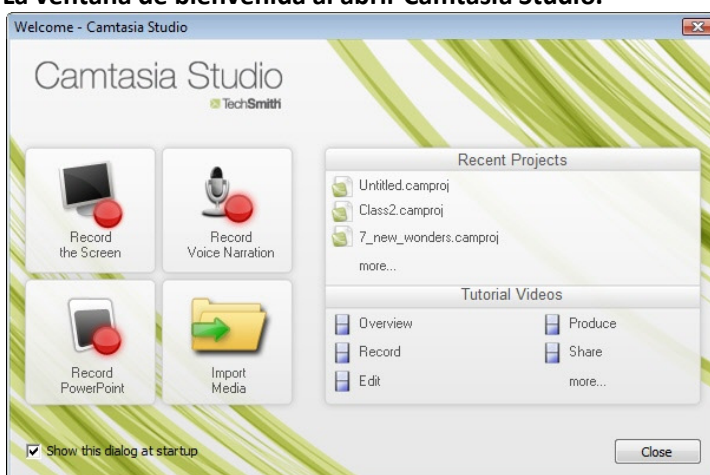 La ventana de bienvenida al abrir Camtasia Studio.
Welcome - Camtasia Studio
Camtasia Studio
TechSmith
Record
the Screen
Record
Voice Narration
Record
PowerPoint
Import
Media
Recent Projects
Untitled.camproj
Class2.camproj
7_new_wonders.camproj
more...
Tutorial Videos
Overview
Produce
Record
Share
Edit
more...
Show this dialog at startup
Close